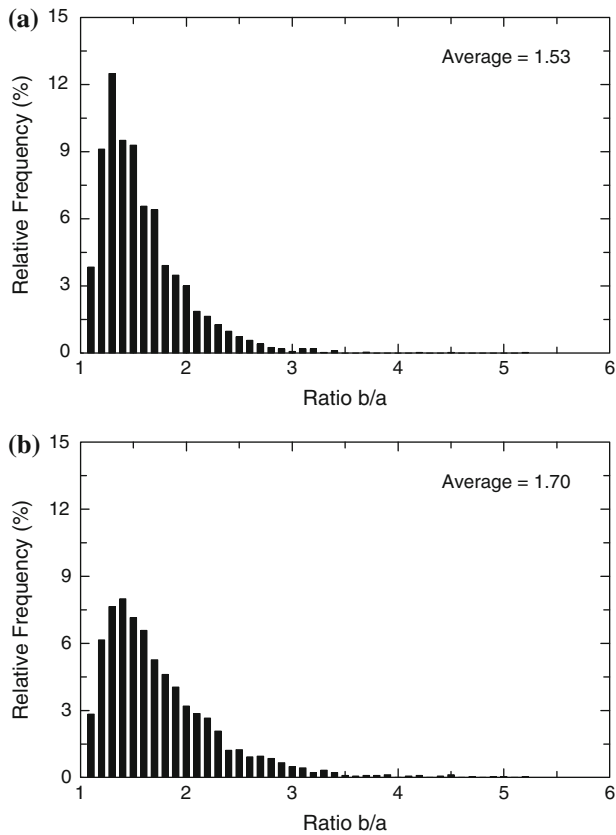 (a)
15
12
9
6
3
0
Relative Frequency (%)
Average = 1.53
1 2 3 4 5 6
Ratio b/a
(b)
15
12
9
6
3
0
Relative Frequency (%)
Average = 1.70
1 2 3 4 5 6
Ratio b/a